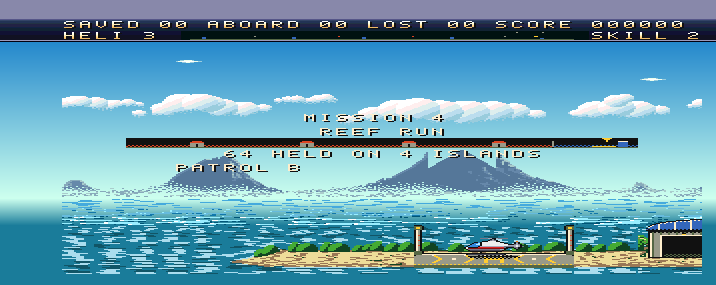 SAVED 00 ABOARD 00 LOST 00 SCORE 000000
HELI 3 SKILL 2
MISSION 4
REEF RUN
64 HELD ON 4 ISLANDS
PATROL B